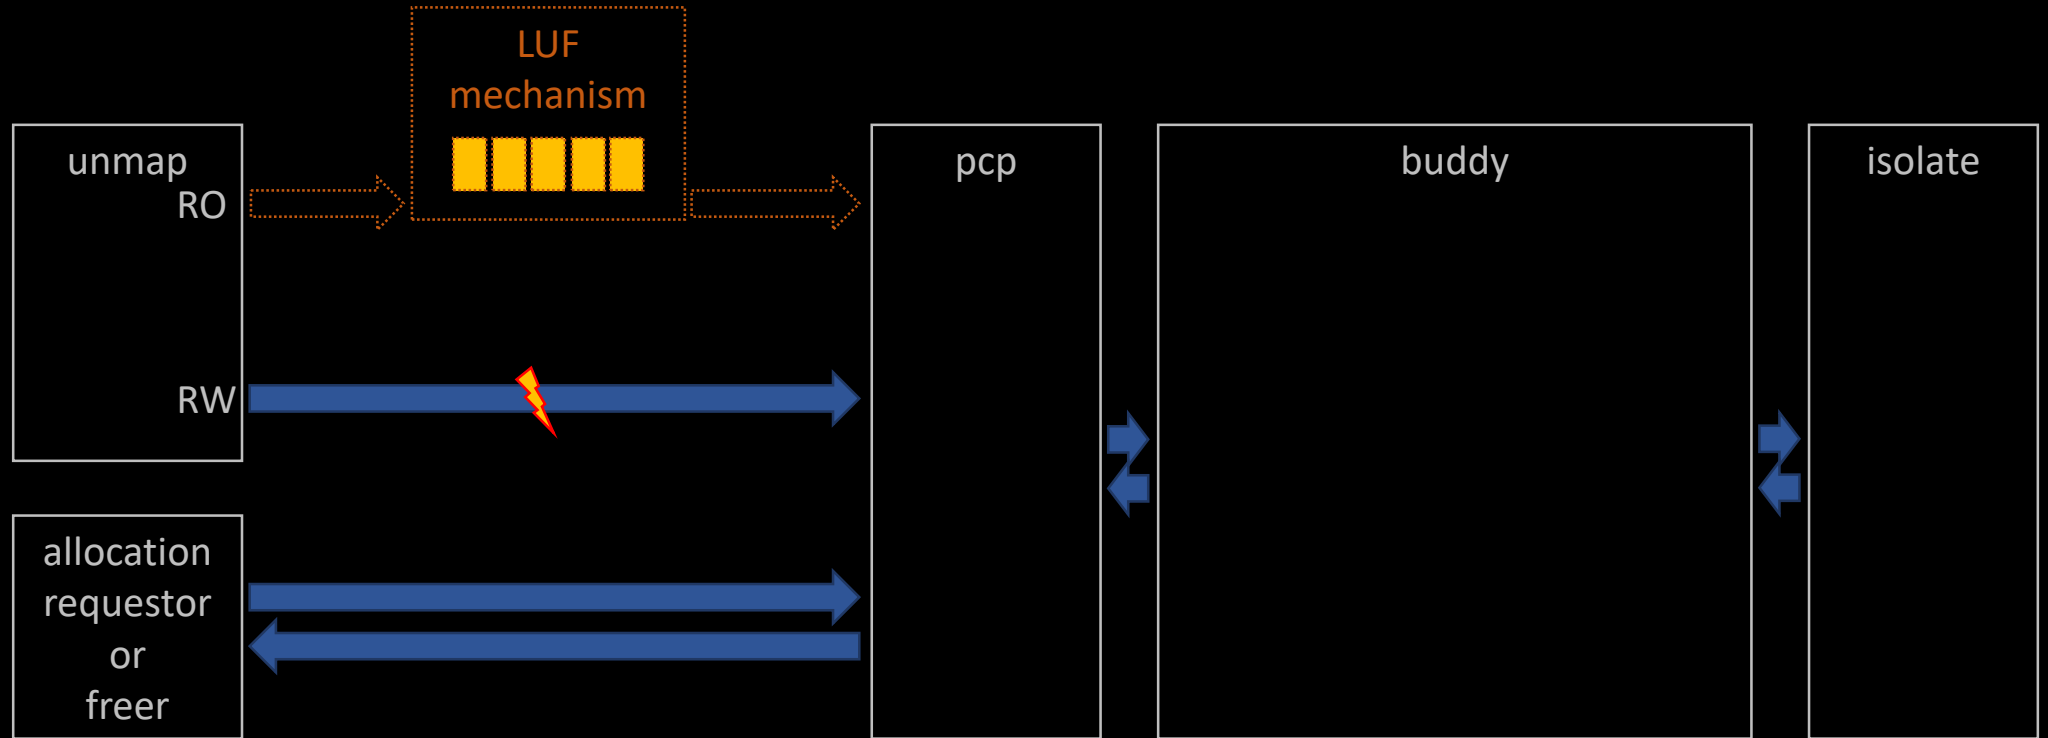 LUF
mechanism
unmap
RO
RW
allocation
requestor
or
freer
pcp
buddy
isolate